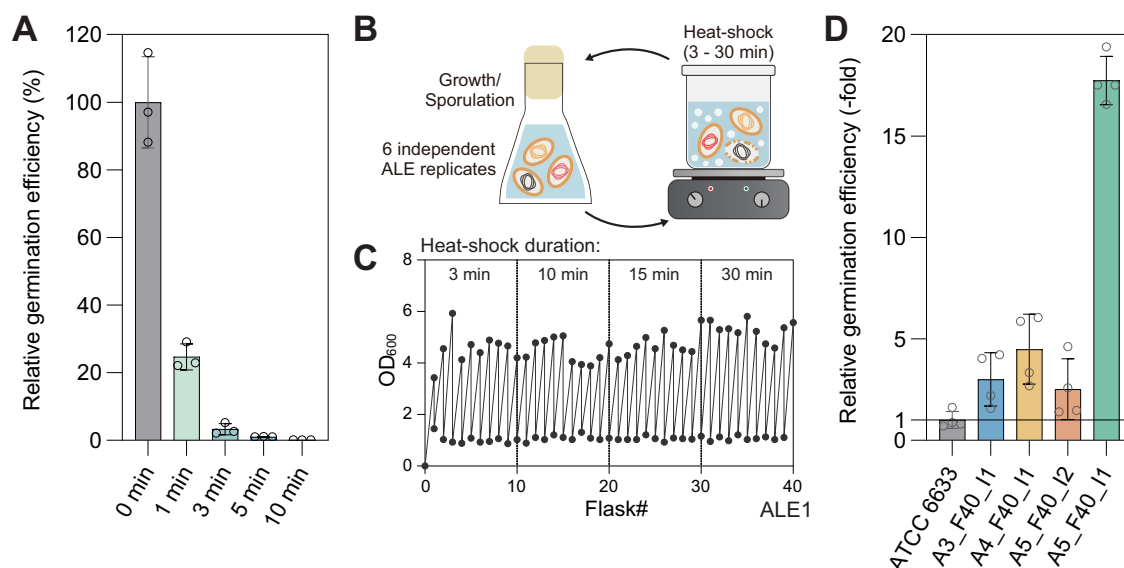 A
Relative germination efficiency (%)
120
100
80
60
40
20
0
0 min
1 min
3 min
5 min
10 min
B
Growth/
Sporulation
6 independent
ALE replicates
Heat-shock
(3 - 30 min)
C
Heat-shock duration:
3 min
10 min
15 min
30 min
OD600
8
6
4
2
0
0
10
20
30
40
Flask#
ALE1
D
Relative germination efficiency (-fold)
20
15
10
5
1
0
ATCC 6633
A3_F40_I1
A4_F40_I1
A5_F40_I2
A5_F40_I1